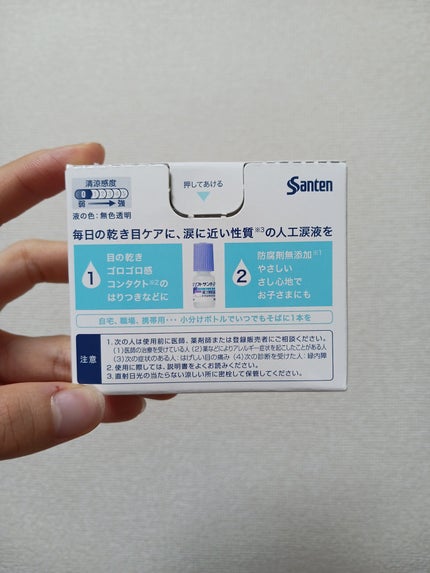 清涼感度
0
弱 強
液の色:無色透明
押してあける
Santen
毎日の乾き目ケアに、涙に近い性質※3の人工涙液を
1
目の乾き
ゴロゴロ感
コンタクト※2の
はりつきなどに
2
防腐剤無添加※1
やさしい
さし心地で
お子さまにも
自宅、職場、携帯用・・・小分けボトルでいつでもそばに1本を
注意
1.次の人は使用前に医師、薬剤師または登録販売者にご相談ください。
(1)医師の治療を受けている人(2)薬などによりアレルギー症状を起こしたことがある人
(3)次の症状のある人:はげしい目の痛み(4)次の診断を受けた人:緑内障
2.使用に際しては、説明書をよくお読みください。
3.直射日光の当たらない涼しい所に密栓して保管してください。